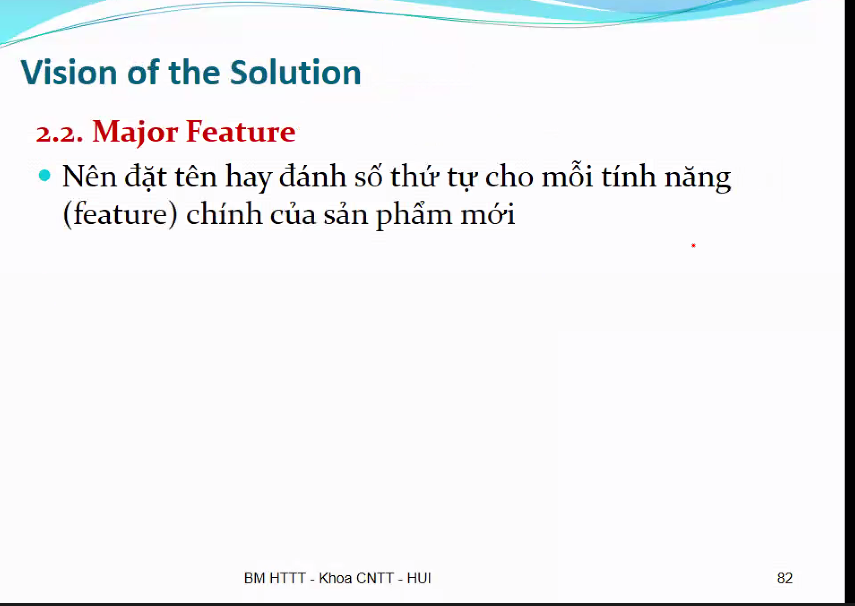 Vision of the Solution
2.2. Major Feature
• Nên đặt tên hay đánh số thứ tự cho mỗi tính năng
(feature) chính của sản phẩm mới
BM HTTT - Khoa CNTT - HUI
82